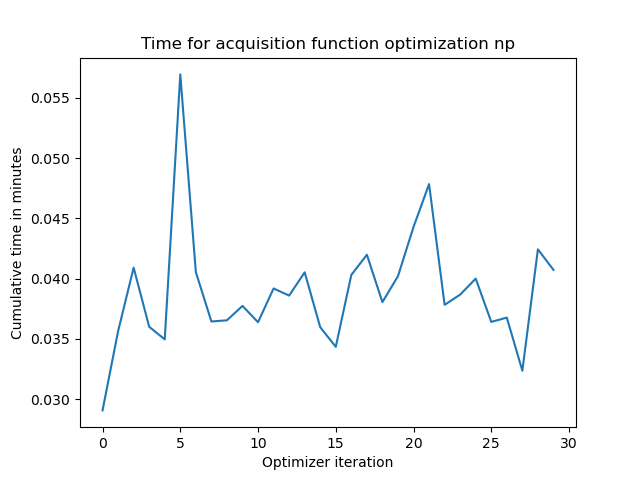 Time for acquisition function optimization np
Cumulative time in minutes
0.055
0.050
0.045
0.040
0.035
0.030
0 5 10 15 20 25 30
Optimizer iteration